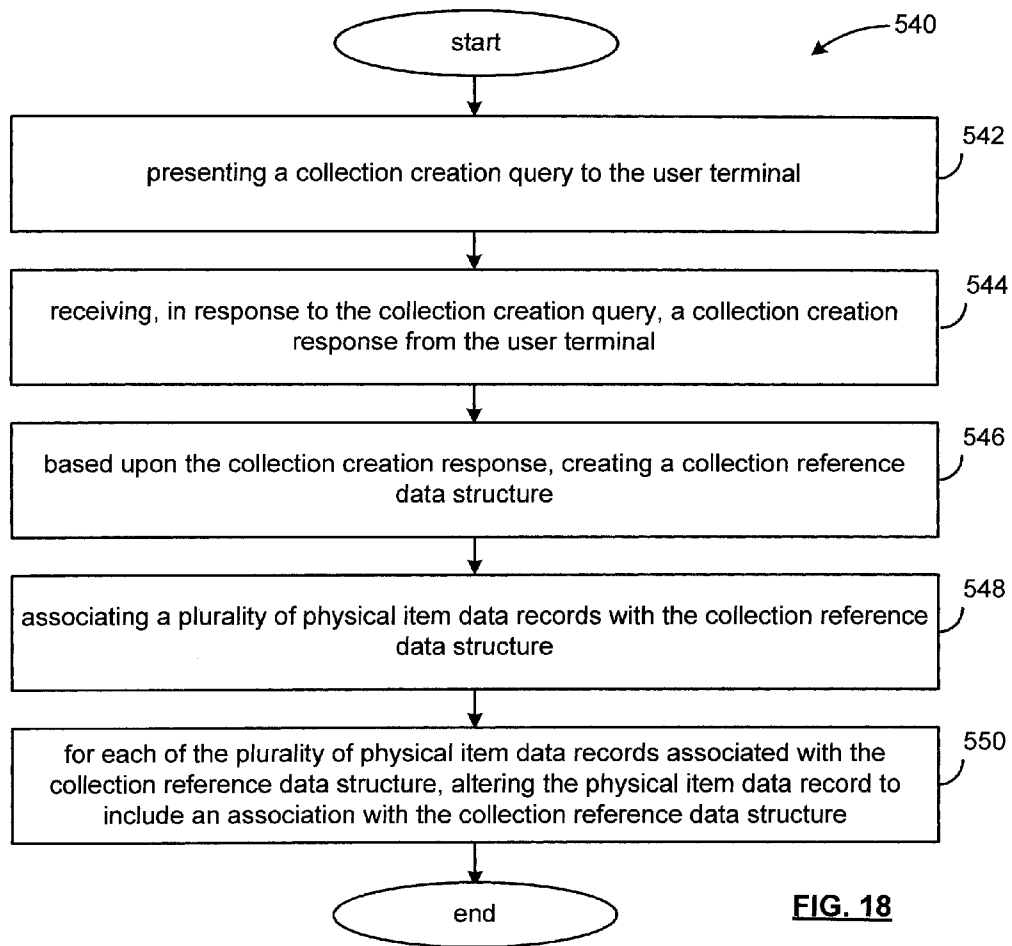 start
540
presenting a collection creation query to the user terminal
542
receiving, in response to the collection creation query, a collection creation
response from the user terminal
544
based upon the collection creation response, creating a collection reference
data structure
546
associating a plurality of physical item data records with the collection reference
data structure
548
for each of the plurality of physical item data records associated with the
collection reference data structure, altering the physical item data record to
include an association with the collection reference data structure
550
end
FIG. 18